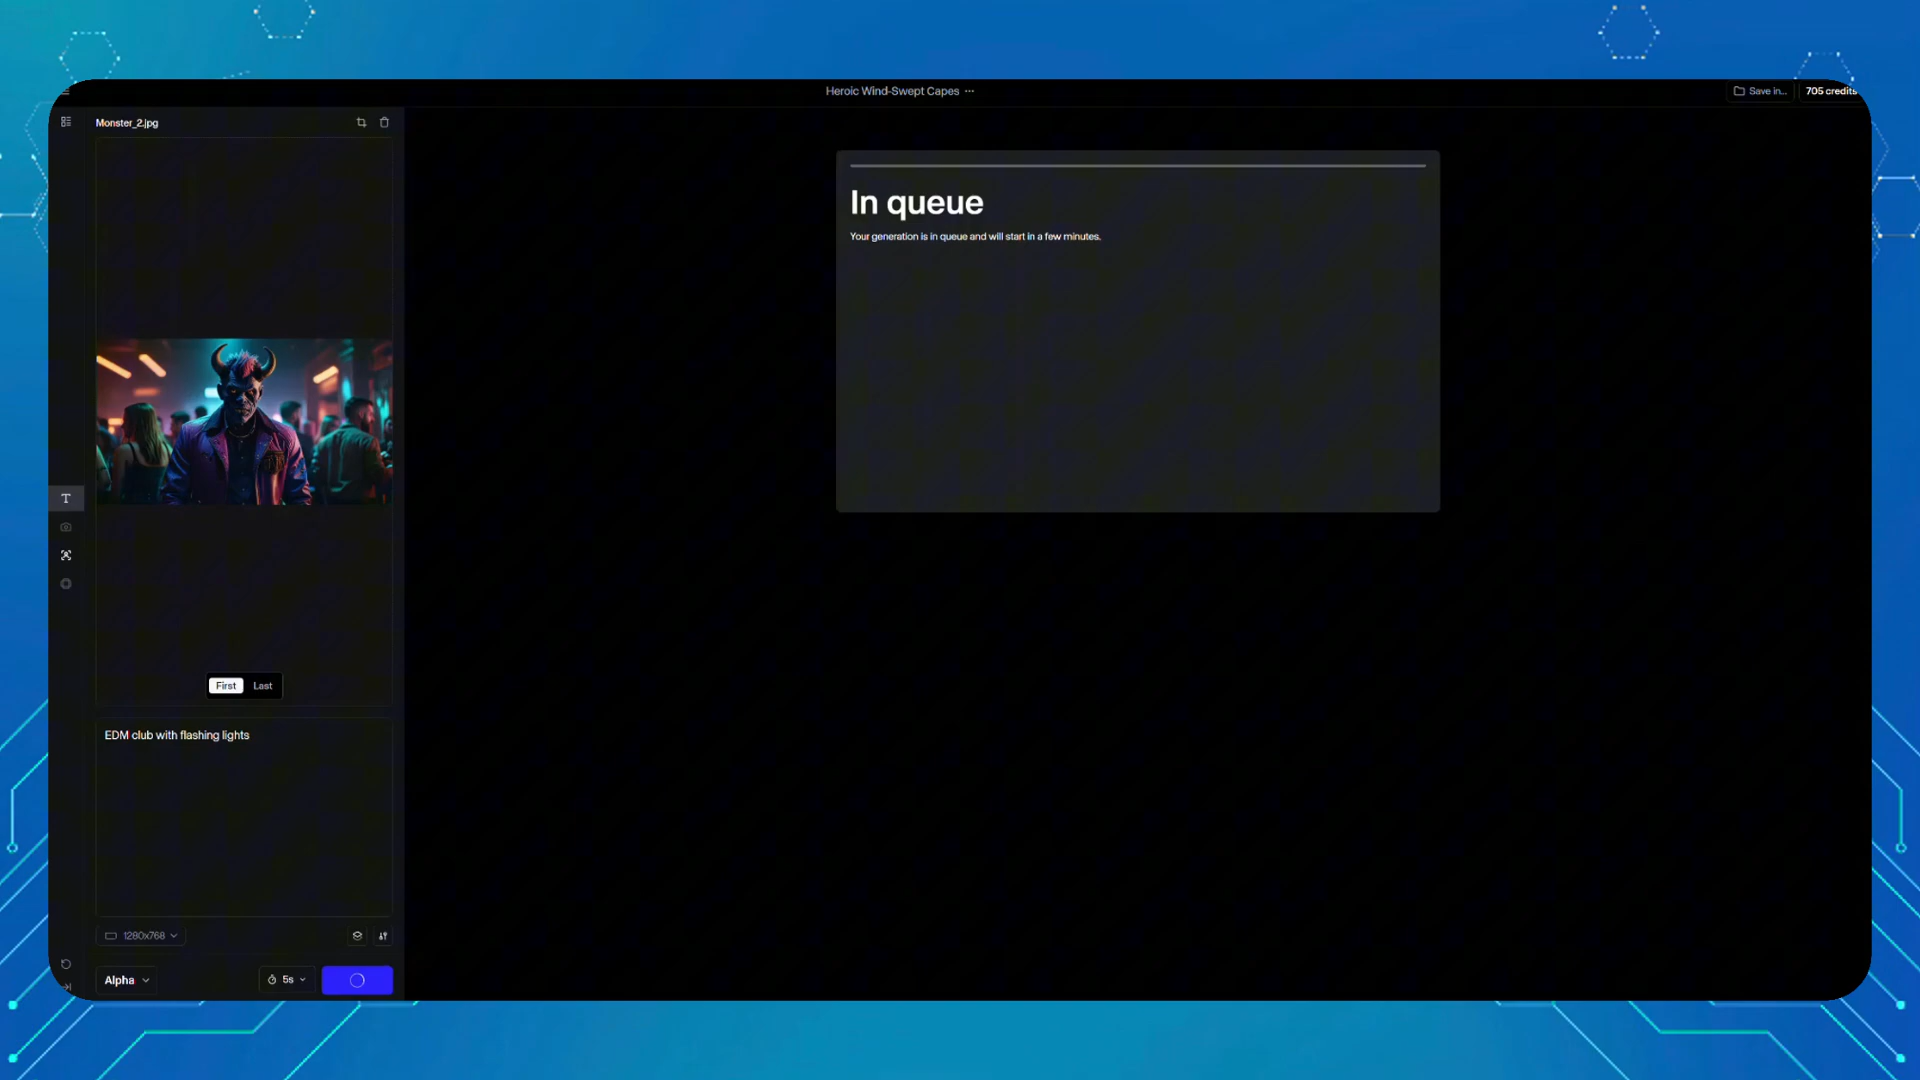 Heroic Wind-Swept Capes ···
Save in...
705 credits
Monster_2.jpg
In queue
Your generation is in queue and will start in a few minutes.
T
First
Last
EDM club with flashing lights
1280x768
Alpha
5s